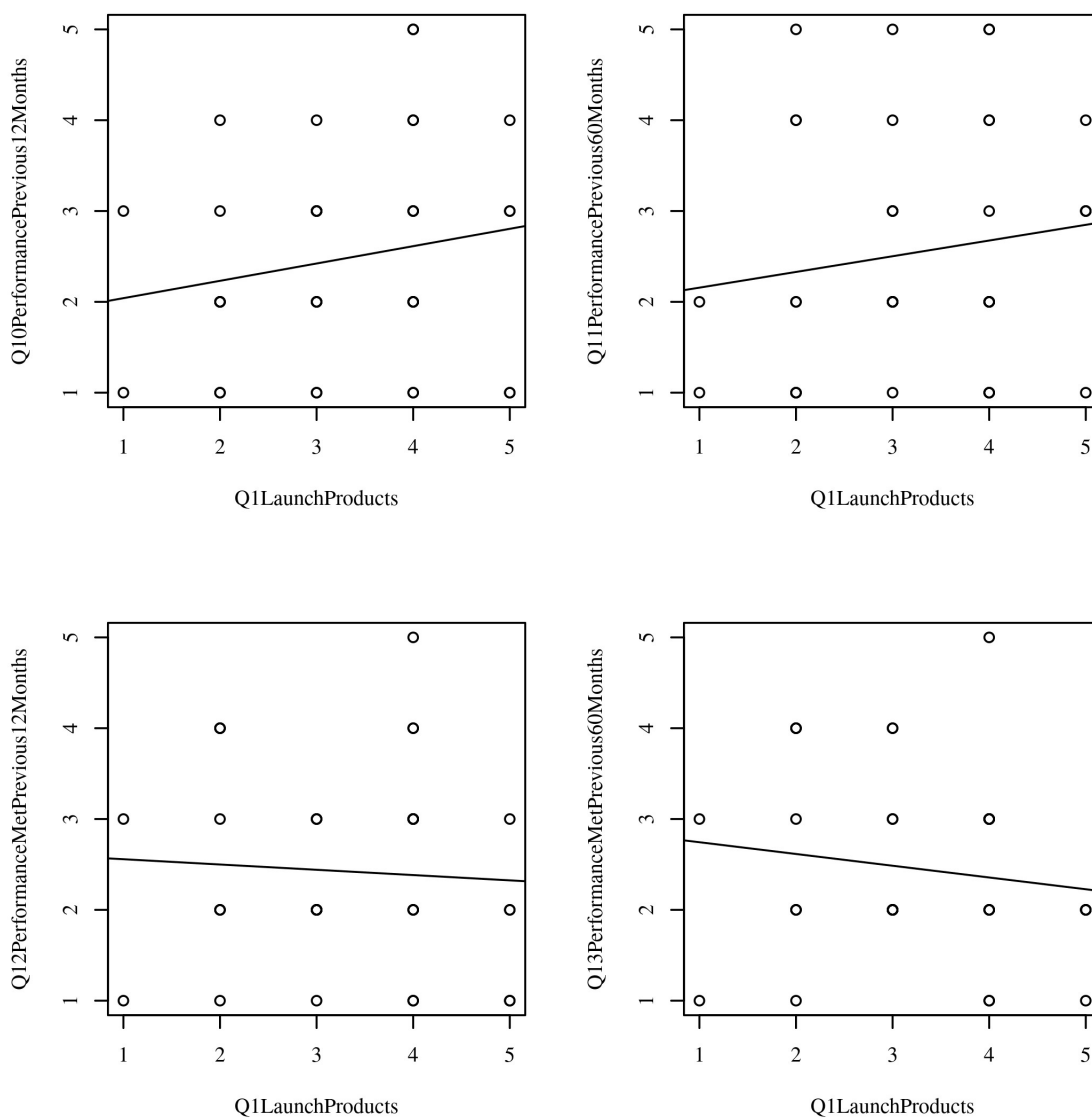 Q10PerformancePrevious12Months
5
4
3
2
1
1 2 3 4 5
Q1LaunchProducts
Q11PerformancePrevious60Months
5
4
3
2
1
1 2 3 4 5
Q1LaunchProducts
Q12PerformanceMetPrevious12Months
5
4
3
2
1
1 2 3 4 5
Q1LaunchProducts
Q13PerformanceMetPrevious60Months
5
4
3
2
1
1 2 3 4 5
Q1LaunchProducts